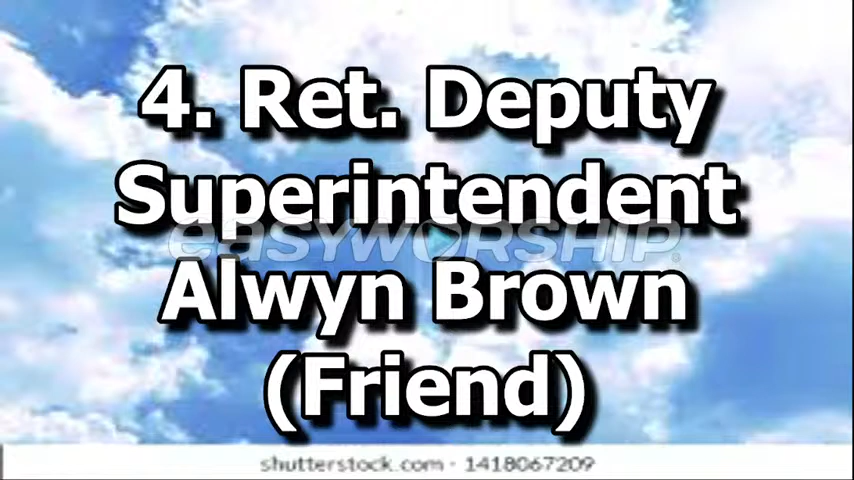 4. Ret. Deputy
Superintendent
easyworship®
Alwyn Brown
(Friend)
shutterstock.com · 1418067209